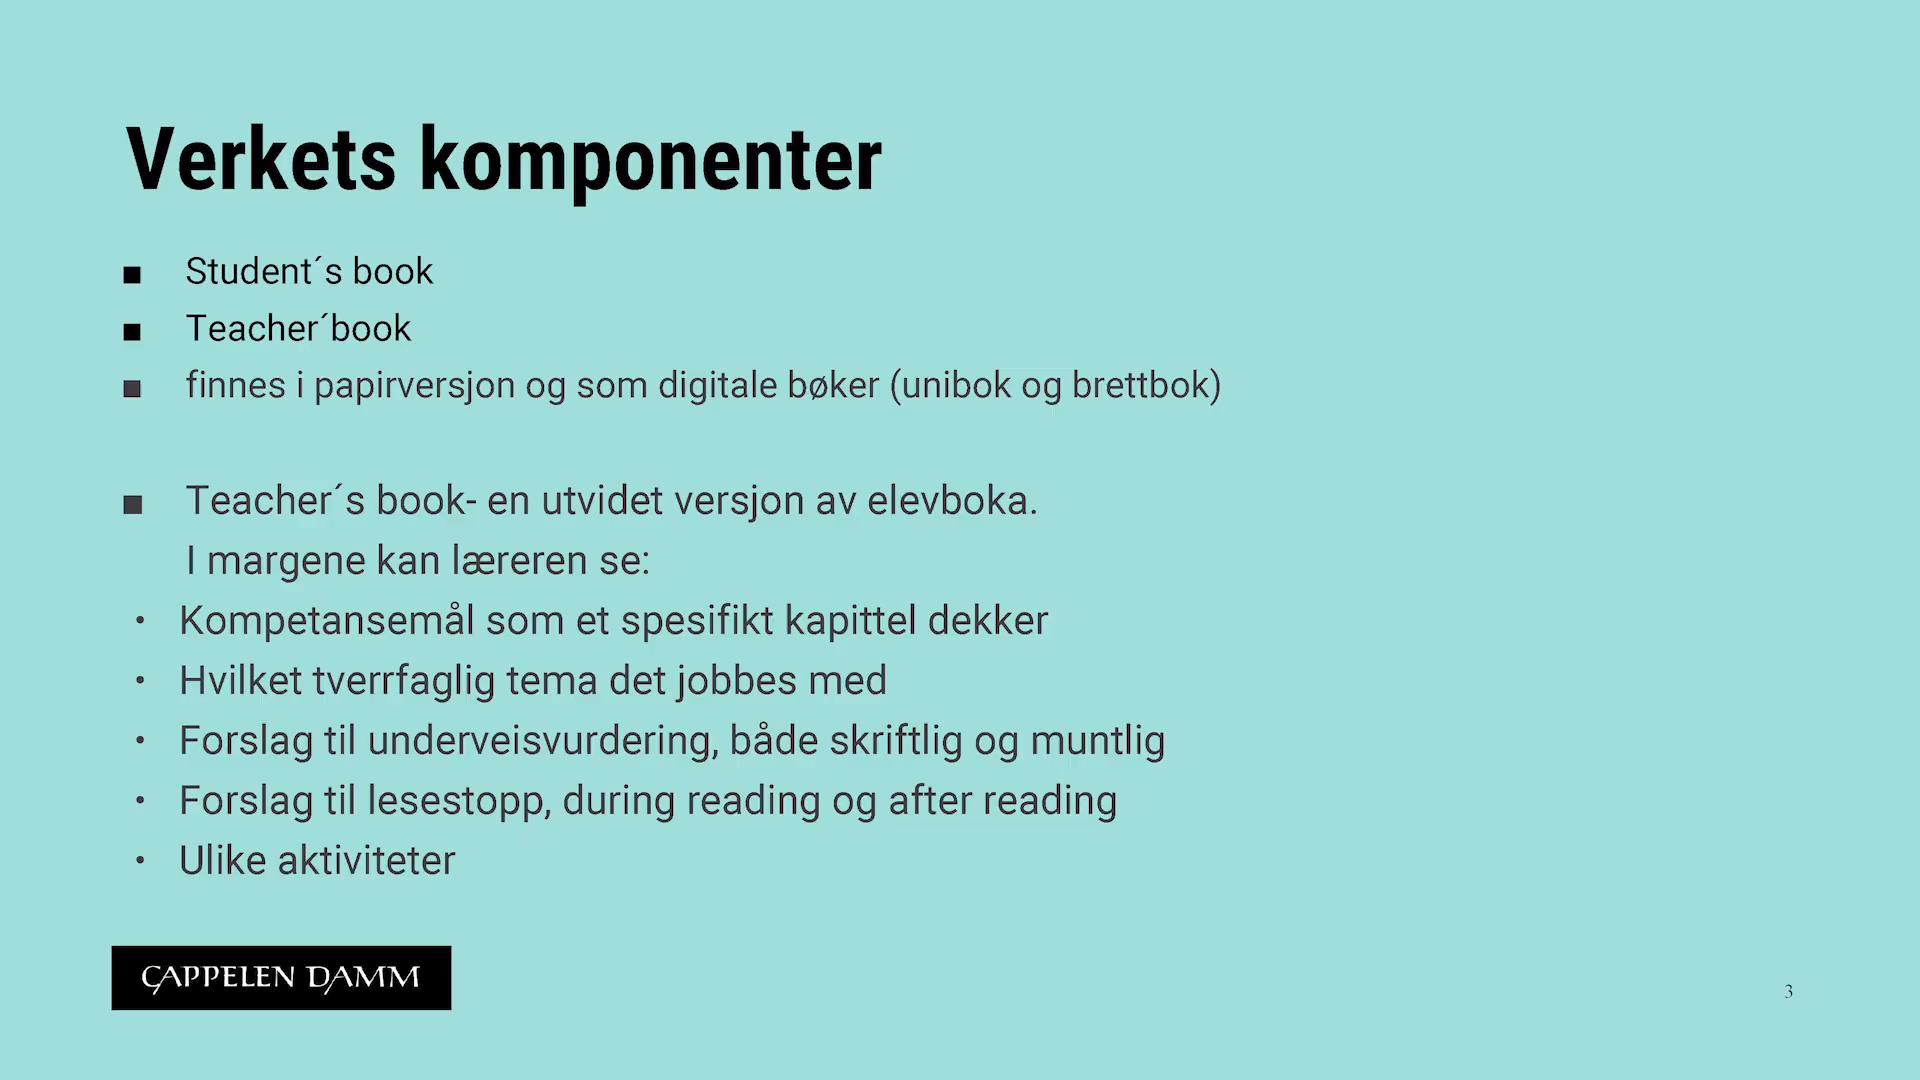 Verkets komponenter
■ Student´s book
■ Teacher´book
■ finnes i papirversjon og som digitale bøker (unibok og brettbok)
■ Teacher´s book- en utvidet versjon av elevboka.
I margene kan læreren se:
• Kompetansemål som et spesifikt kapittel dekker
• Hvilket tverrfaglig tema det jobbes med
• Forslag til underveisvurdering, både skriftlig og muntlig
• Forslag til lesestopp, during reading og after reading
• Ulike aktiviteter
CAPPELEN DAMM
3